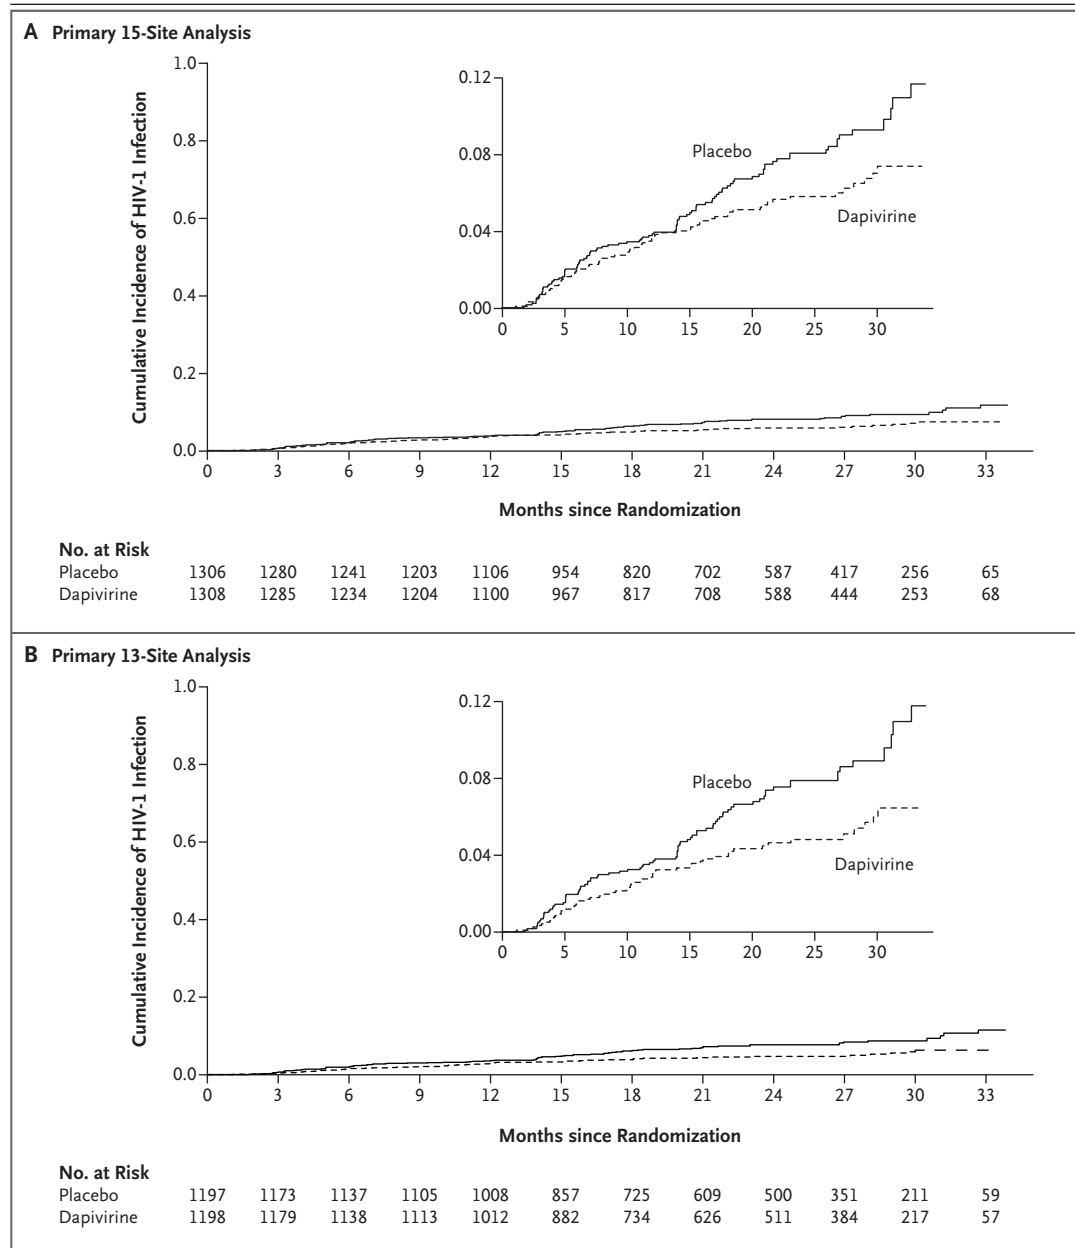 A Primary 15-Site Analysis
Cumulative Incidence of HIV-1 Infection
1.0
0.8
0.6
0.4
0.2
0.0
0 3 6 9 12 15 18 21 24 27 30 33
0.12
0.08
0.04
0.00
0 5 10 15 20 25 30
Placebo
Dapivirine
Months since Randomization
No. at Risk
Placebo 1306 1280 1241 1203 1106 954 820 702 587 417 256 65
Dapivirine 1308 1285 1234 1204 1100 967 817 708 588 444 253 68
B Primary 13-Site Analysis
Cumulative Incidence of HIV-1 Infection
1.0
0.8
0.6
0.4
0.2
0.0
0 3 6 9 12 15 18 21 24 27 30 33
0.12
0.08
0.04
0.00
0 5 10 15 20 25 30
Placebo
Dapivirine
Months since Randomization
No. at Risk
Placebo 1197 1173 1137 1105 1008 857 725 609 500 351 211 59
Dapivirine 1198 1179 1138 1113 1012 882 734 626 511 384 217 57